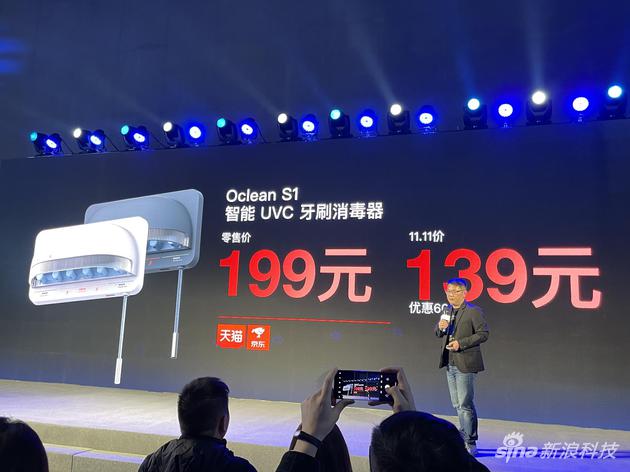 Oclean S1
智能 UVC 牙刷消毒器
零售价
199元
11.11价
139元
优惠60
天猫
京东
sina 新浪科技